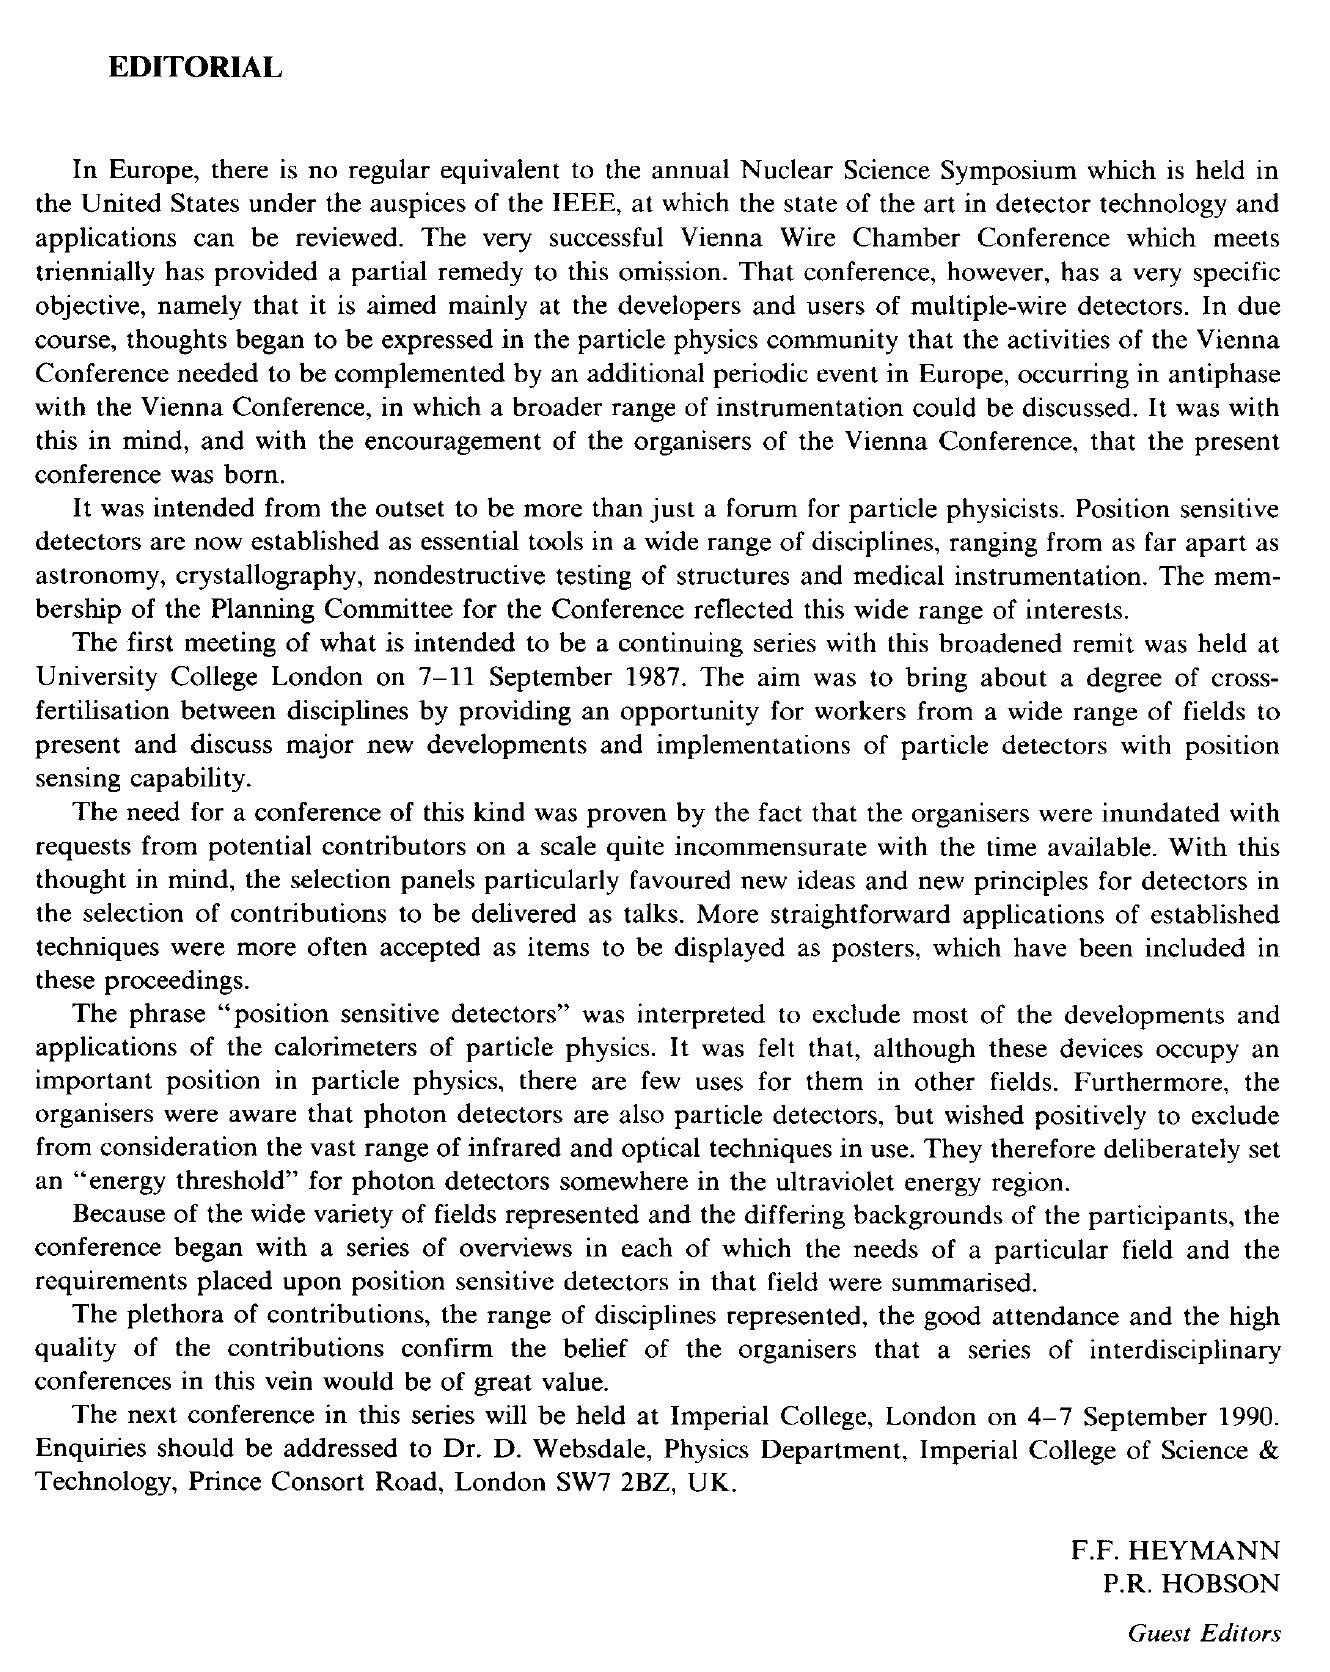 EDITORIAL
In Europe, there is no regular equivalent to the annual Nuclear Science Symposium which is held in
the United States under the auspices of the IEEE, at which the state of the art in detector technology and
applications can be reviewed. The very successful Vienna Wire Chamber Conference which meets
triennially has provided a partial remedy to this omission. That conference, however, has a very specific
objective, namely that it is aimed mainly at the developers and users of multiple-wire detectors. In due
course, thoughts began to be expressed in the particle physics community that the activities of the Vienna
Conference needed to be complemented by an additional periodic event in Europe, occurring in antiphase
with the Vienna Conference, in which a broader range of instrumentation could be discussed. It was with
this in mind, and with the encouragement of the organisers of the Vienna Conference, that the present
conference was born.
It was intended from the outset to be more than just a forum for particle physicists. Position sensitive
detectors are now established as essential tools in a wide range of disciplines, ranging from as far apart as
astronomy, crystallography, nondestructive testing of structures and medical instrumentation. The mem-
bership of the Planning Committee for the Conference reflected this wide range of interests.
The first meeting of what is intended to be a continuing series with this broadened remit was held at
University College London on 7–11 September 1987. The aim was to bring about a degree of cross-
fertilisation between disciplines by providing an opportunity for workers from a wide range of fields to
present and discuss major new developments and implementations of particle detectors with position
sensing capability.
The need for a conference of this kind was proven by the fact that the organisers were inundated with
requests from potential contributors on a scale quite incommensurate with the time available. With this
thought in mind, the selection panels particularly favoured new ideas and new principles for detectors in
the selection of contributions to be delivered as talks. More straightforward applications of established
techniques were more often accepted as items to be displayed as posters, which have been included in
these proceedings.
The phrase “position sensitive detectors” was interpreted to exclude most of the developments and
applications of the calorimeters of particle physics. It was felt that, although these devices occupy an
important position in particle physics, there are few uses for them in other fields. Furthermore, the
organisers were aware that photon detectors are also particle detectors, but wished positively to exclude
from consideration the vast range of infrared and optical techniques in use. They therefore deliberately set
an “energy threshold” for photon detectors somewhere in the ultraviolet energy region.
Because of the wide variety of fields represented and the differing backgrounds of the participants, the
conference began with a series of overviews in each of which the needs of a particular field and the
requirements placed upon position sensitive detectors in that field were summarised.
The plethora of contributions, the range of disciplines represented, the good attendance and the high
quality of the contributions confirm the belief of the organisers that a series of interdisciplinary
conferences in this vein would be of great value.
The next conference in this series will be held at Imperial College, London on 4–7 September 1990.
Enquiries should be addressed to Dr. D. Websdale, Physics Department, Imperial College of Science &
Technology, Prince Consort Road, London SW7 2BZ, UK.
F.F. HEYMANN
P.R. HOBSON
Guest Editors